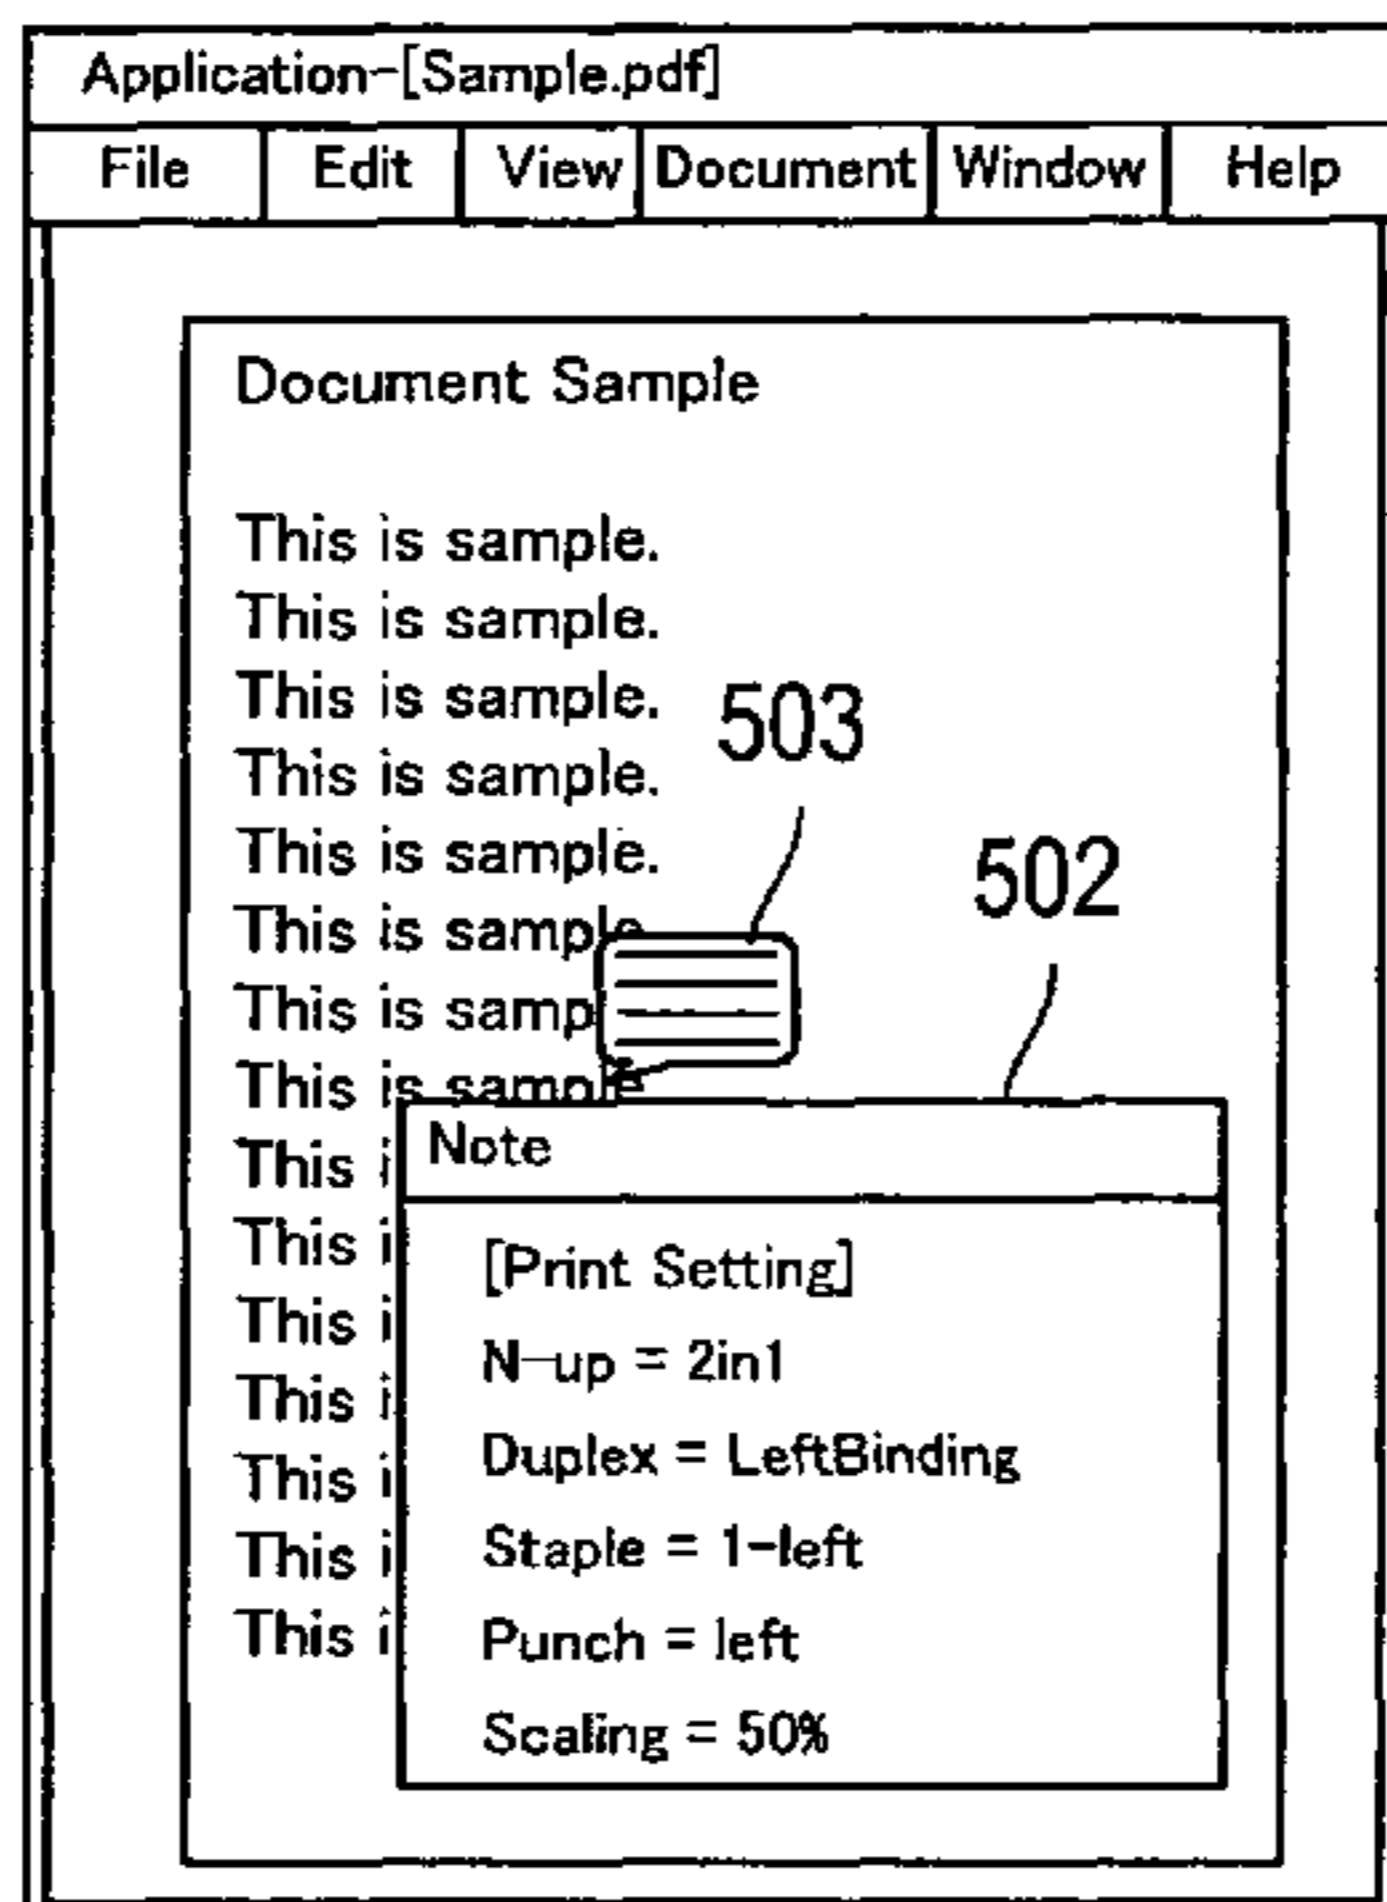 Application-[Sample.pdf]
File Edit View Document Window Help
Document Sample
This is sample.
This is sample.
This is sample.
503
This is sample.
This is sample.
502
This is sample
This is samp
This is sample
Note
This i
[Print Setting]
This i
N-up = 2in1
This i
This i
Duplex = LeftBinding
This i
Staple = 1-left
This i
Punch = left
This i
Scaling = 50%